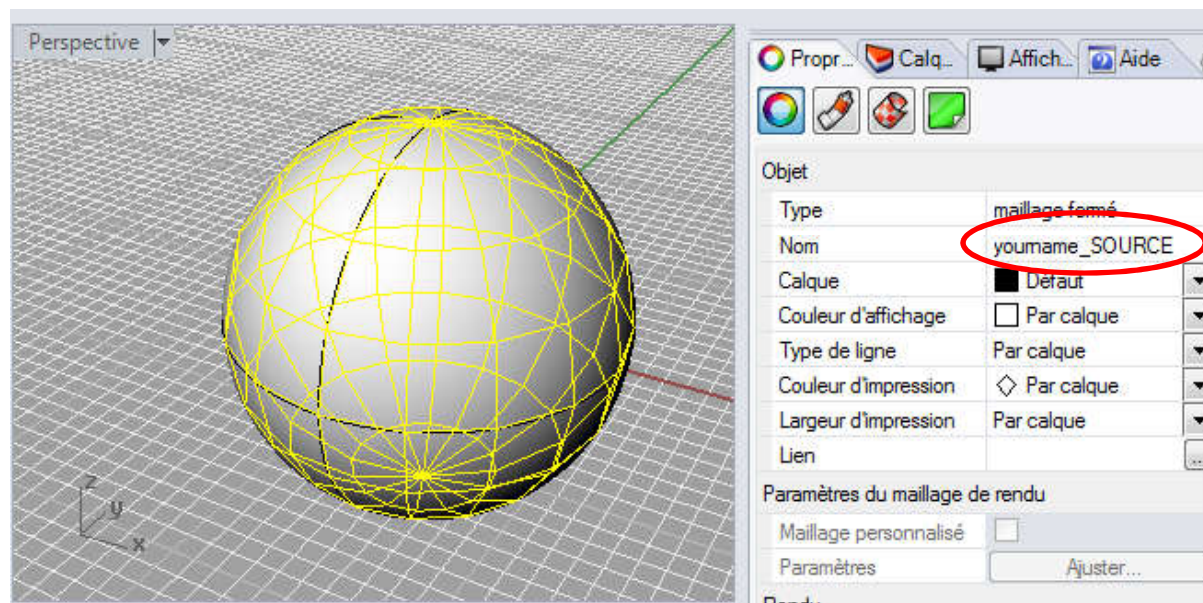 Perspective
z
y
x
Propr... Calq... Affich... Aide
Objet
Type maillage fermé
Nom yourname_SOURCE
Calque Défaut
Couleur d'affichage Par calque
Type de ligne Par calque
Couleur d'impression Par calque
Largeur d'impression Par calque
Lien ...
Paramètres du maillage de rendu
Maillage personnalisé
Paramètres Ajuster...
Rendu